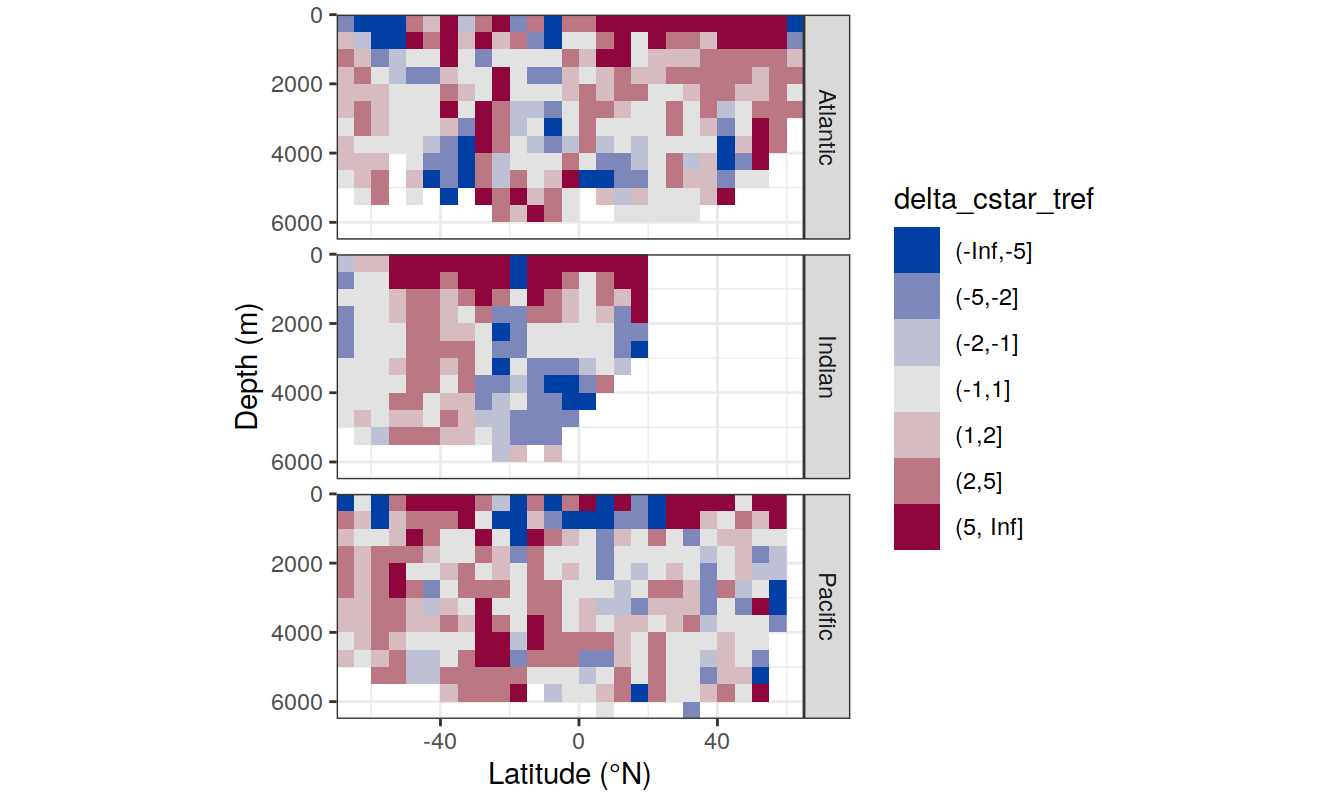 0
2000
4000
6000
Atlantic
0
2000
4000
6000
Indian
0
2000
4000
6000
Pacific
Depth (m)
-40
0
40
Latitude (°N)
delta_cstar_tref
(-Inf,-5]
(-5,-2]
(-2,-1]
(-1,1]
(1,2]
(2,5]
(5, Inf]